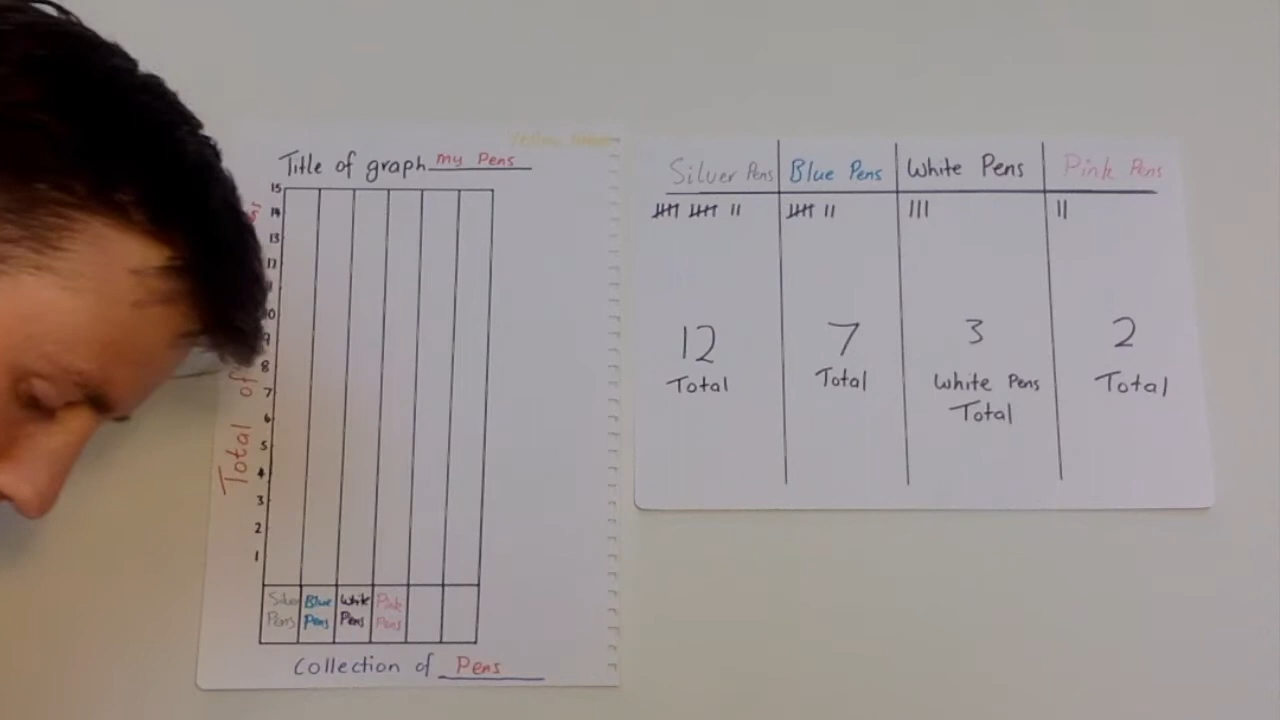 Title of graph my Pens
15
14
13
12
10
9
8
7
6
5
4
3
2
1
Total of
Silver Blue White Pink
Pens Pens Pens Pens
Collection of Pens
Silver Pens Blue Pens White Pens Pink Pens
12 7 3 2
Total Total White Pens Total
Total